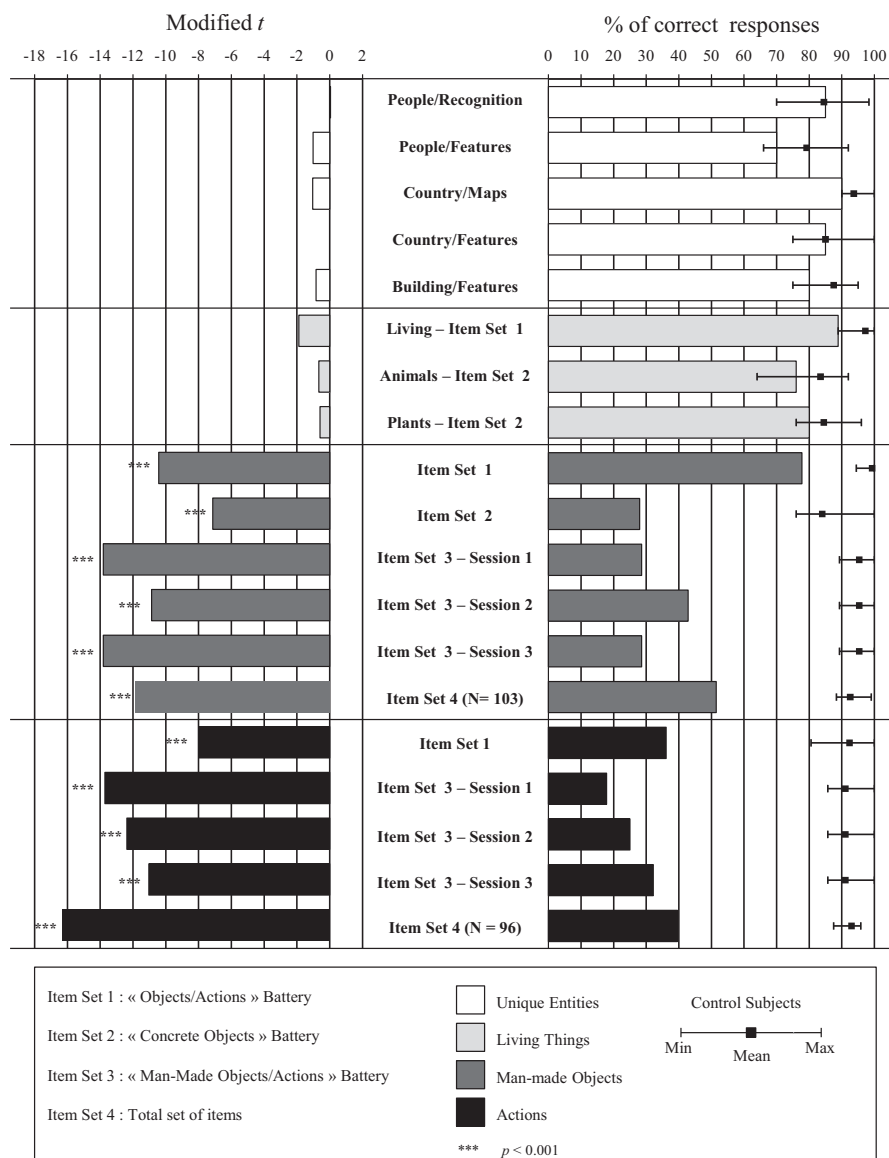 Modified t
% of correct responses
-18 -16 -14 -12 -10 -8 -6 -4 -2 0 2
0 10 20 30 40 50 60 70 80 90 100
People/Recognition
People/Features
Country/Maps
Country/Features
Building/Features
Living – Item Set 1
Animals – Item Set 2
Plants – Item Set 2
*** Item Set 1
*** Item Set 2
*** Item Set 3 – Session 1
*** Item Set 3 – Session 2
*** Item Set 3 – Session 3
*** Item Set 4 (N= 103)
*** Item Set 1
*** Item Set 3 – Session 1
*** Item Set 3 – Session 2
*** Item Set 3 – Session 3
*** Item Set 4 (N = 96)
Item Set 1 : « Objects/Actions » Battery
Item Set 2 : « Concrete Objects » Battery
Item Set 3 : « Man-Made Objects/Actions » Battery
Item Set 4 : Total set of items
Unique Entities
Living Things
Man-made Objects
Actions
*** p < 0.001
Control Subjects
Min Mean Max